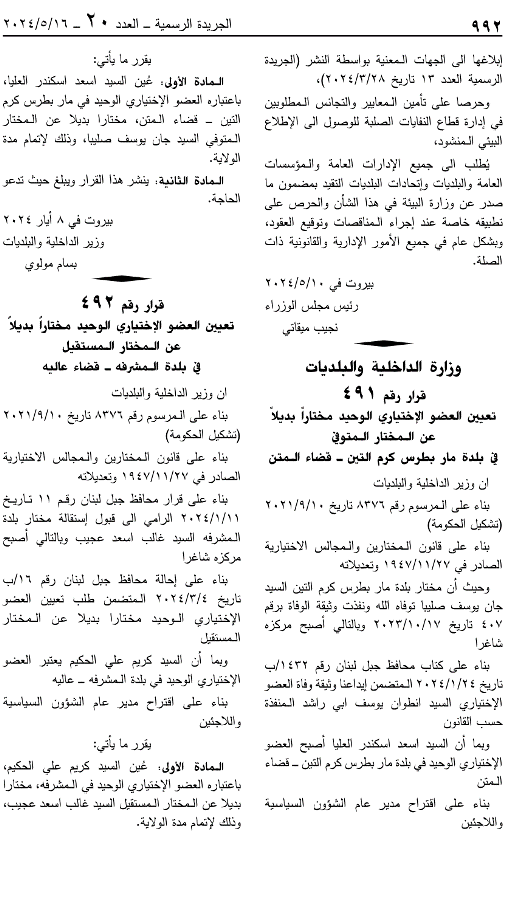 ٩٩٢
الجريدة الرسمية – العدد ٢٠ – ٢٠٢٤/٥/١٦
إبلاغها الى الجهات المعنية بواسطة النشر (الجريدة
الرسمية العدد ١٣ تاريخ ٢٠٢٤/٣/٢٨)،
وحرصا على تأمين المعايير والتجانس المطلوبين
في إدارة قطاع النفايات الصلبة للوصول الى الإطلاع
البيئي المنشود،
يُطلب الى جميع الإدارات العامة والمؤسسات
العامة والبلديات وإتحادات البلديات التقيد بمضمون ما
صدر عن وزارة البيئة في هذا الشأن والحرص على
تطبيقه خاصة عند إجراء المناقصات وتوقيع العقود،
وبشكل عام في جميع الأمور الإدارية والقانونية ذات
الصلة.
بيروت في ٢٠٢٤/٥/١٠
رئيس مجلس الوزراء
نجيب ميقاتي
وزارة الداخلية والبلديات
قرار رقم ٤٩١
تعيين العضو الإختياري الوحيد مختاراً بديلاً
عن المختار المتوفي
في بلدة مار بطرس كرم التين – قضاء المتن
ان وزير الداخلية والبلديات
بناء على المرسوم رقم ٨٣٧٦ تاريخ ٢٠٢١/٩/١٠
(تشكيل الحكومة)
بناء على قانون المختارين والمجالس الاختيارية
الصادر في ١٩٤٧/١١/٢٧ وتعديلاته
وحيث أن مختار بلدة مار بطرس كرم التين السيد
جان يوسف صليبا توفاه الله ونفذت وثيقة الوفاة برقم
٤٠٧ تاريخ ٢٠٢٣/١٠/١٧ وبالتالي أصبح مركزه
شاغرا
بناء على كتاب محافظ جبل لبنان رقم ١٤٣٢/ب
تاريخ ٢٠٢٤/١/٢٤ المتضمن إيداعنا وثيقة وفاة العضو
الإختياري السيد انطوان يوسف ابي راشد المنفذة
حسب القانون
وبما أن السيد اسعد اسكندر العليا أصبح العضو
الإختياري الوحيد في بلدة مار بطرس كرم التين – قضاء
المتن
بناء على اقتراح مدير عام الشؤون السياسية
واللاجئين
يقرر ما يأتي:
المادة الأولى: عُين السيد اسعد اسكندر العليا،
باعتباره العضو الإختياري الوحيد في مار بطرس كرم
التين – قضاء المتن، مختارا بديلا عن المختار
المتوفي السيد جان يوسف صليبا، وذلك لإتمام مدة
الولاية.
المادة الثانية: ينشر هذا القرار ويبلغ حيث تدعو
الحاجة.
بيروت في ٨ أيار ٢٠٢٤
وزير الداخلية والبلديات
بسام مولوي
قرار رقم ٤٩٢
تعيين العضو الإختياري الوحيد مختاراً بديلاً
عن المختار المستقيل
في بلدة المشرفه – قضاء عاليه
ان وزير الداخلية والبلديات
بناء على المرسوم رقم ٨٣٧٦ تاريخ ٢٠٢١/٩/١٠
(تشكيل الحكومة)
بناء على قانون المختارين والمجالس الاختيارية
الصادر في ١٩٤٧/١١/٢٧ وتعديلاته
بناء على قرار محافظ جبل لبنان رقم ١١ تاريخ
٢٠٢٤/١/١١ الرامي الى قبول إستقالة مختار بلدة
المشرفه السيد غالب اسعد عجيب وبالتالي أصبح
مركزه شاغرا
بناء على إحالة محافظ جبل لبنان رقم ١٦/ب
تاريخ ٢٠٢٤/٣/٤ المتضمن طلب تعيين العضو
الإختياري الوحيد مختارا بديلا عن المختار
المستقيل
وبما أن السيد كريم علي الحكيم يعتبر العضو
الإختياري الوحيد في بلدة المشرفه – عاليه
بناء على اقتراح مدير عام الشؤون السياسية
واللاجئين
يقرر ما يأتي:
المادة الأولى: عُين السيد كريم علي الحكيم،
باعتباره العضو الإختياري الوحيد في المشرفه، مختارا
بديلا عن المختار المستقيل السيد غالب اسعد عجيب،
وذلك لإتمام مدة الولاية.